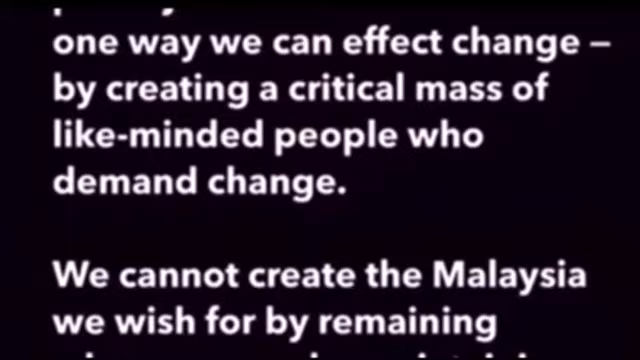 one way we can effect change –
by creating a critical mass of
like-minded people who
demand change.
We cannot create the Malaysia
we wish for by remaining